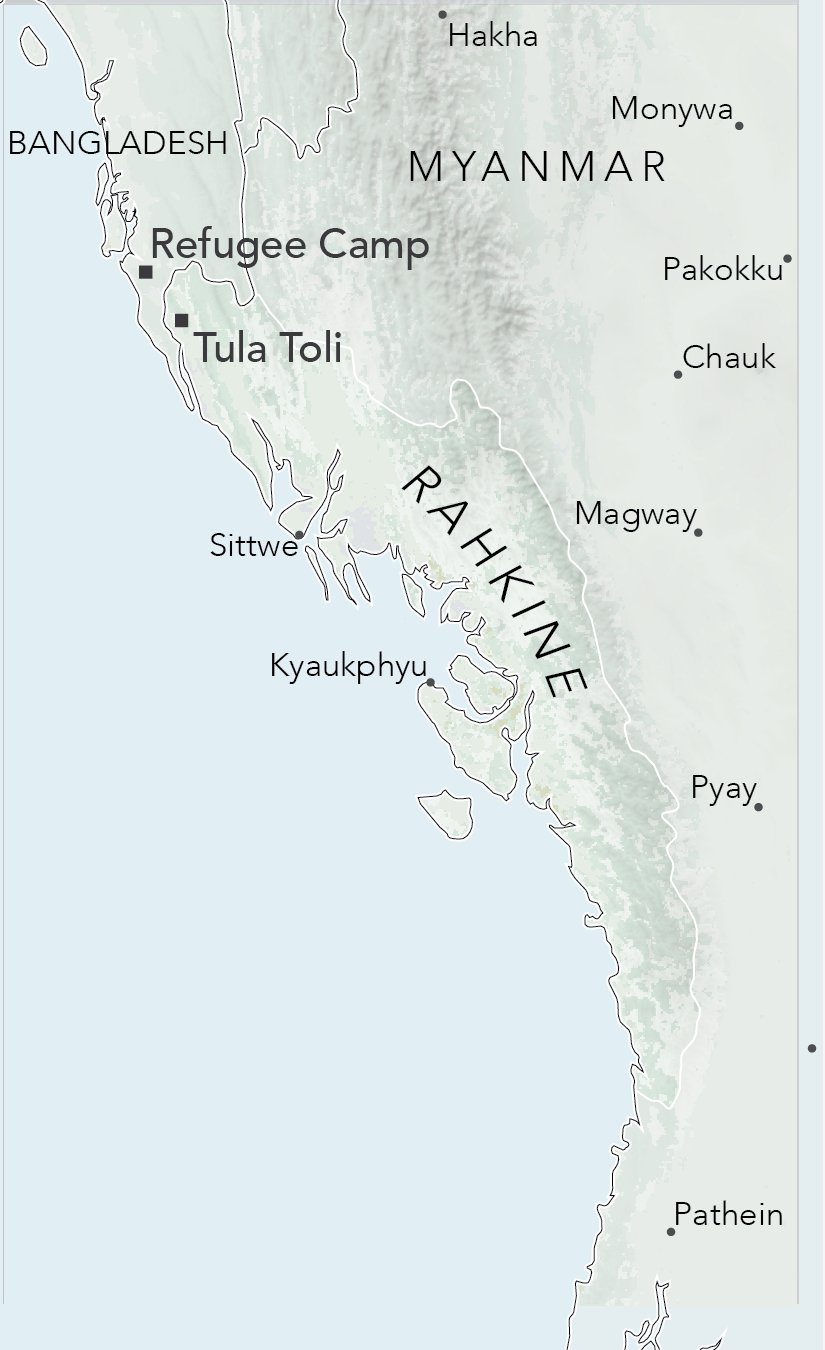 Hakha
Monywa
BANGLADESH
MYANMAR
Refugee Camp
Pakokku
Tula Toli
Chauk
RAHKINE
Magway
Sittwe
Kyaukphyu
Pyay
Pathein